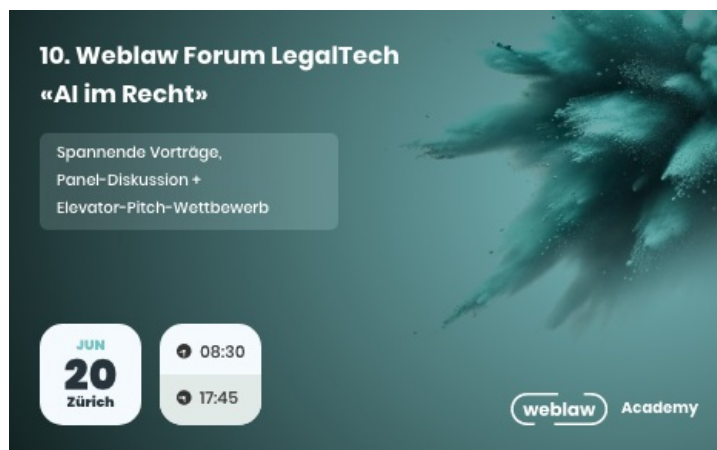 10. Weblaw Forum LegalTech
«AI im Recht»
Spannende Vorträge,
Panel-Diskussion +
Elevator-Pitch-Wettbewerb
JUN
20
Zürich
08:30
17:45
weblaw Academy